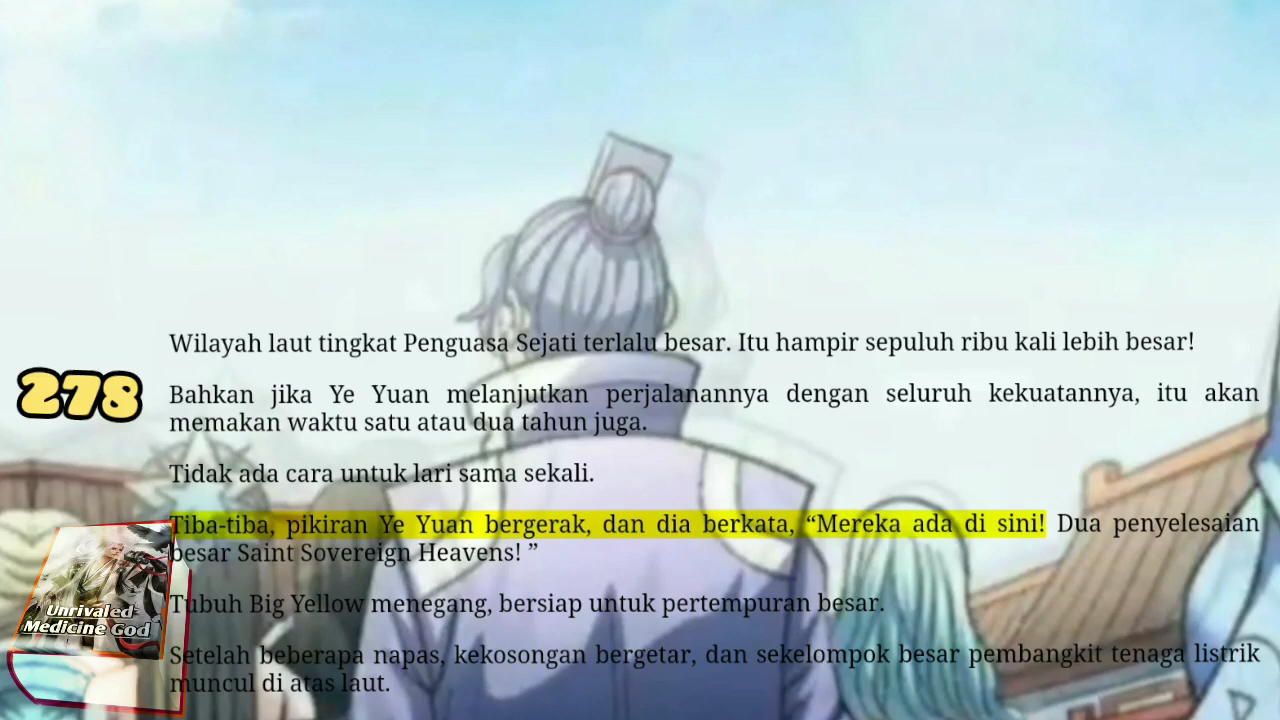 Wilayah laut tingkat Penguasa Sejati terlalu besar. Itu hampir sepuluh ribu kali lebih besar!
278
Bahkan jika Ye Yuan melanjutkan perjalanannya dengan seluruh kekuatannya, itu akan
memakan waktu satu atau dua tahun juga.
Tidak ada cara untuk lari sama sekali.
Tiba-tiba, pikiran Ye Yuan bergerak, dan dia berkata, “Mereka ada di sini! Dua penyelesaian
besar Saint Sovereign Heavens! ”
Tubuh Big Yellow menegang, bersiap untuk pertempuran besar.
Unrivaled
Medicine God
Setelah beberapa napas, kekosongan bergetar, dan sekelompok besar pembangkit tenaga listrik
muncul di atas laut.